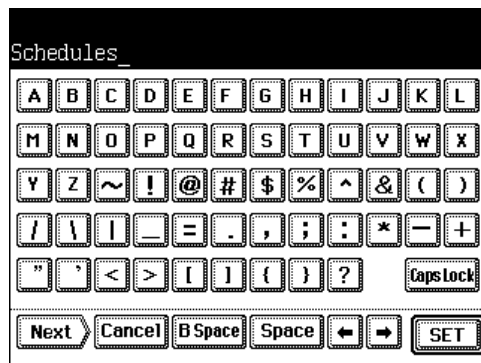 Schedules_
A B C D E F G H I J K L
M N O P Q R S T U V W X
Y Z ~ ! @ # $ % ^ & ( )
/ \ | _ = . , ; : * - +
" ' < > [ ] { } ? Caps Lock
Next Cancel B Space Space ← → SET